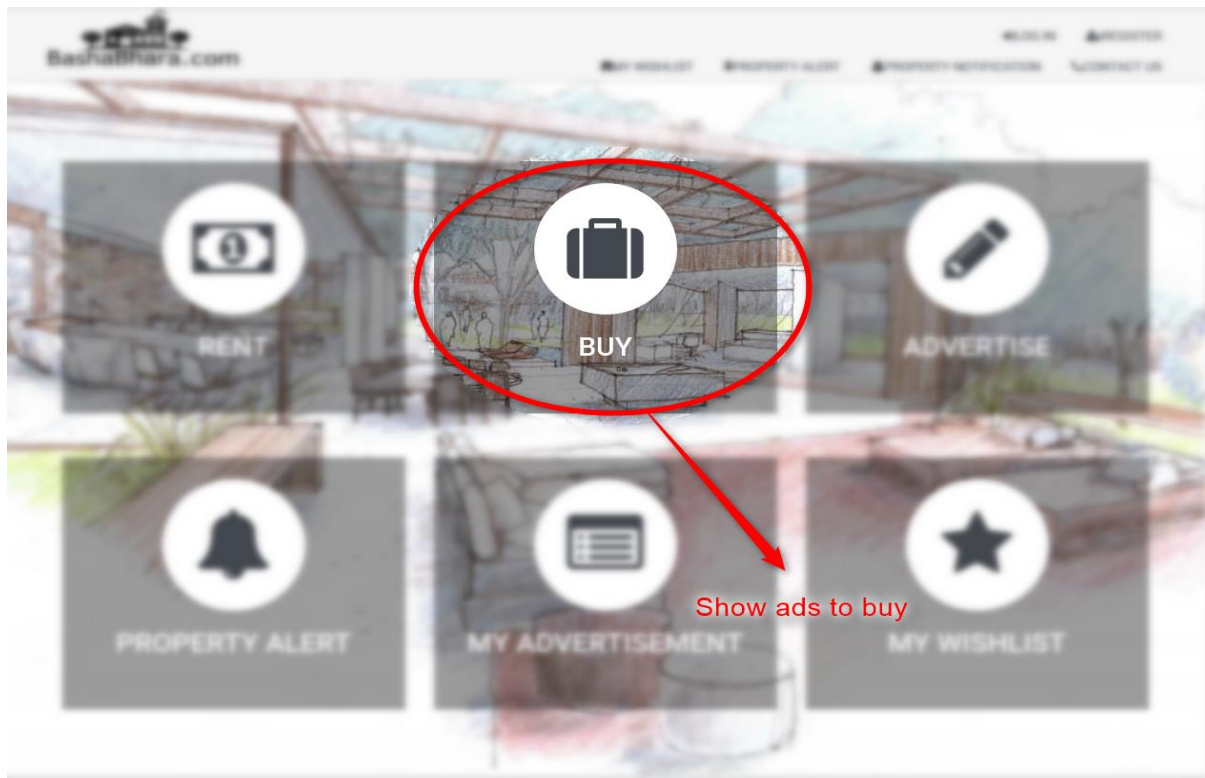 LOG IN REGISTER
BashaBhara.com
MY WISHLIST PROPERTY ALERT PROPERTY NOTIFICATION CONTACT US
RENT
BUY
ADVERTISE
Show ads to buy
PROPERTY ALERT
MY ADVERTISEMENT
MY WISHLIST